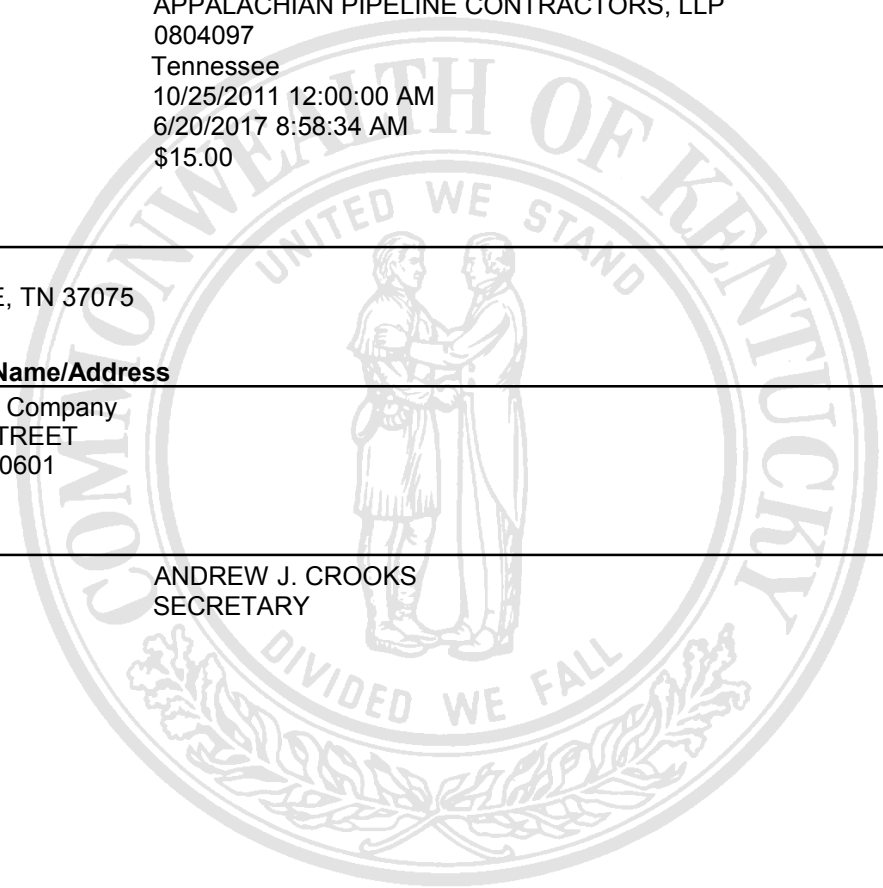 APPALACHIAN PIPELINE CONTRACTORS, LLP
0804097
Tennessee
10/25/2011 12:00:00 AM
6/20/2017 8:58:34 AM
$15.00
COMMONWEALTH OF KENTUCKY
UNITED WE STAND
E, TN 37075
Name/Address
Company
TREET
0601
ANDREW J. CROOKS
SECRETARY
DIVIDED WE FALL